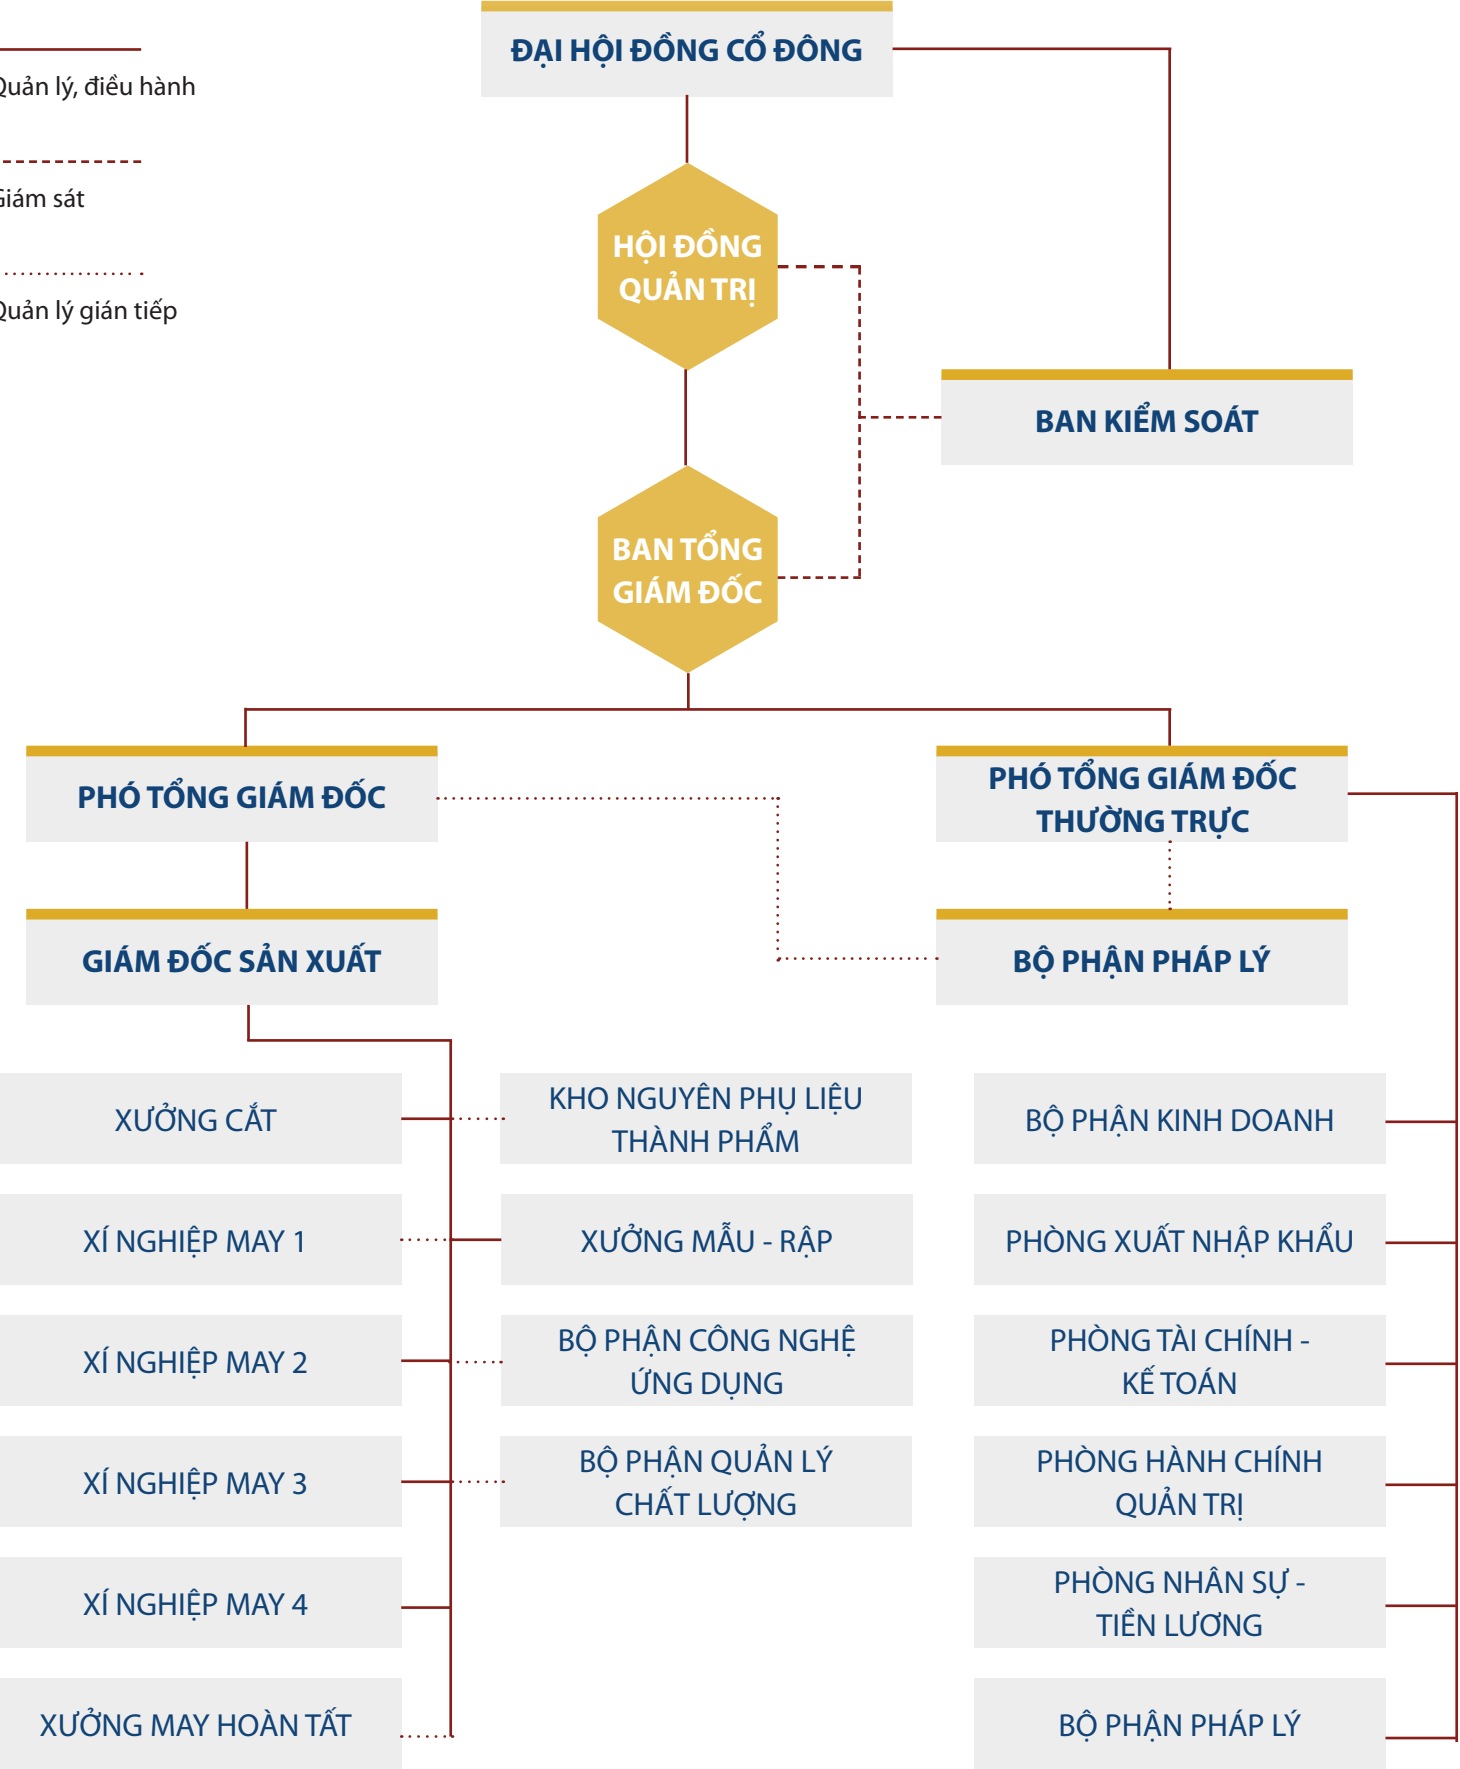 ĐẠI HỘI ĐỒNG CỔ ĐÔNG
Quản lý, điều hành
Giám sát
Quản lý gián tiếp
HỘI ĐỒNG
QUẢN TRỊ
BAN KIỂM SOÁT
BAN TỔNG
GIÁM ĐỐC
PHÓ TỔNG GIÁM ĐỐC
PHÓ TỔNG GIÁM ĐỐC
THƯỜNG TRỰC
GIÁM ĐỐC SẢN XUẤT
BỘ PHẬN PHÁP LÝ
XƯỞNG CẮT
KHO NGUYÊN PHỤ LIỆU
THÀNH PHẨM
BỘ PHẬN KINH DOANH
XÍ NGHIỆP MAY 1
XƯỞNG MẪU - RẬP
PHÒNG XUẤT NHẬP KHẨU
XÍ NGHIỆP MAY 2
BỘ PHẬN CÔNG NGHỆ
ỨNG DỤNG
PHÒNG TÀI CHÍNH -
KẾ TOÁN
XÍ NGHIỆP MAY 3
BỘ PHẬN QUẢN LÝ
CHẤT LƯỢNG
PHÒNG HÀNH CHÍNH
QUẢN TRỊ
XÍ NGHIỆP MAY 4
PHÒNG NHÂN SỰ -
TIỀN LƯƠNG
XƯỞNG MAY HOÀN TẤT
BỘ PHẬN PHÁP LÝ